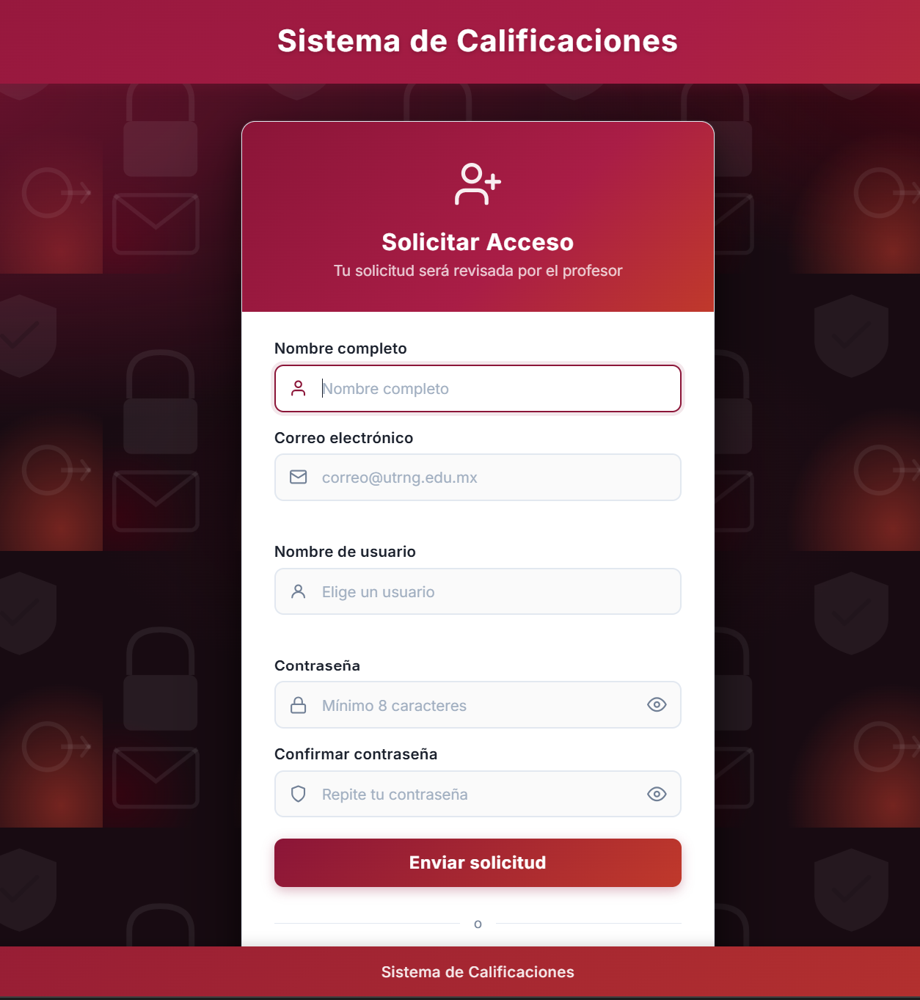 Sistema de Calificaciones
Solicitar Acceso
Tu solicitud será revisada por el profesor
Nombre completo
Nombre completo
Correo electrónico
correo@utrng.edu.mx
Nombre de usuario
Elige un usuario
Contraseña
Mínimo 8 caracteres
Confirmar contraseña
Repite tu contraseña
Enviar solicitud
o
Sistema de Calificaciones